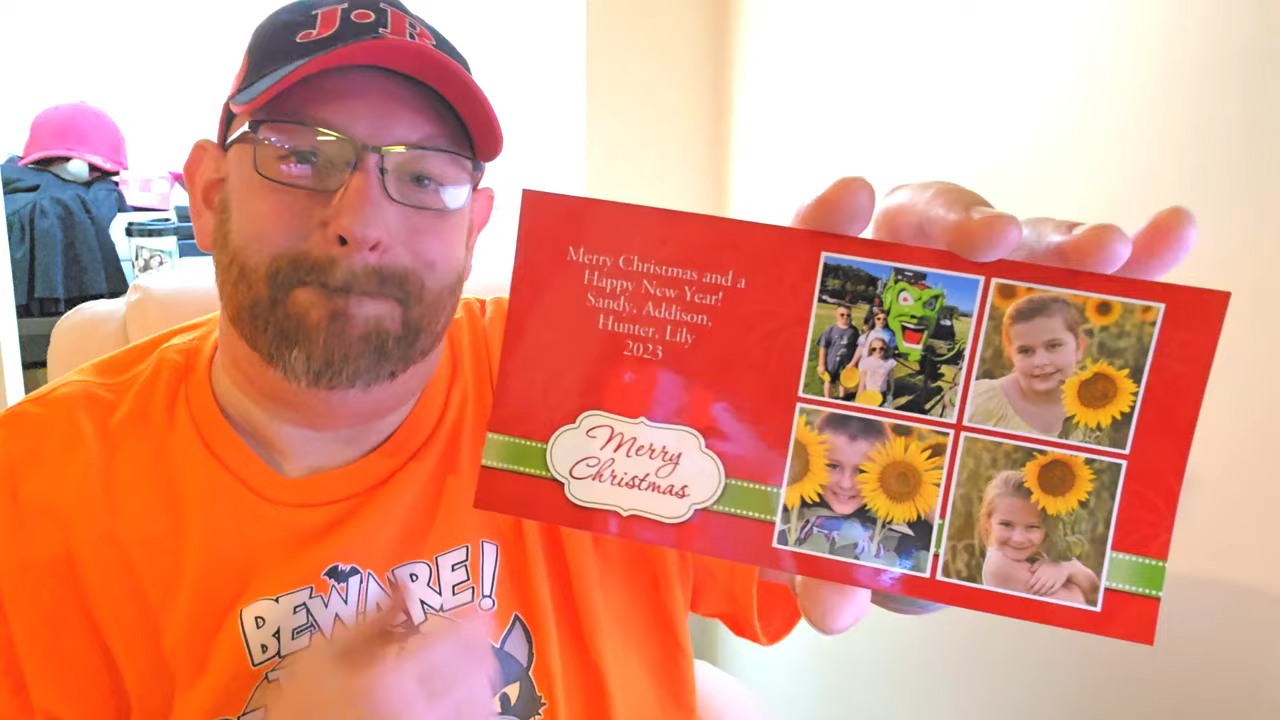 J•R
Merry Christmas and a
Happy New Year!
Sandy, Addison,
Hunter, Lily
2023
Merry
Christmas
BEWARE!